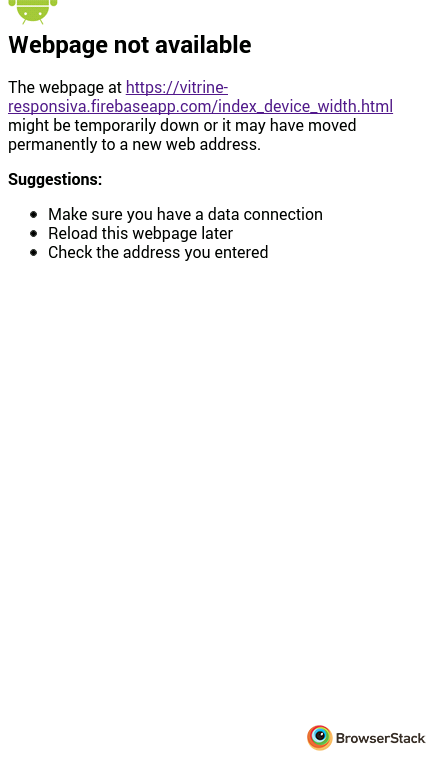 Webpage not available
The webpage at https://vitrine-
responsiva.firebaseapp.com/index_device_width.html
might be temporarily down or it may have moved
permanently to a new web address.
Suggestions:
Make sure you have a data connection
Reload this webpage later
Check the address you entered
BrowserStack